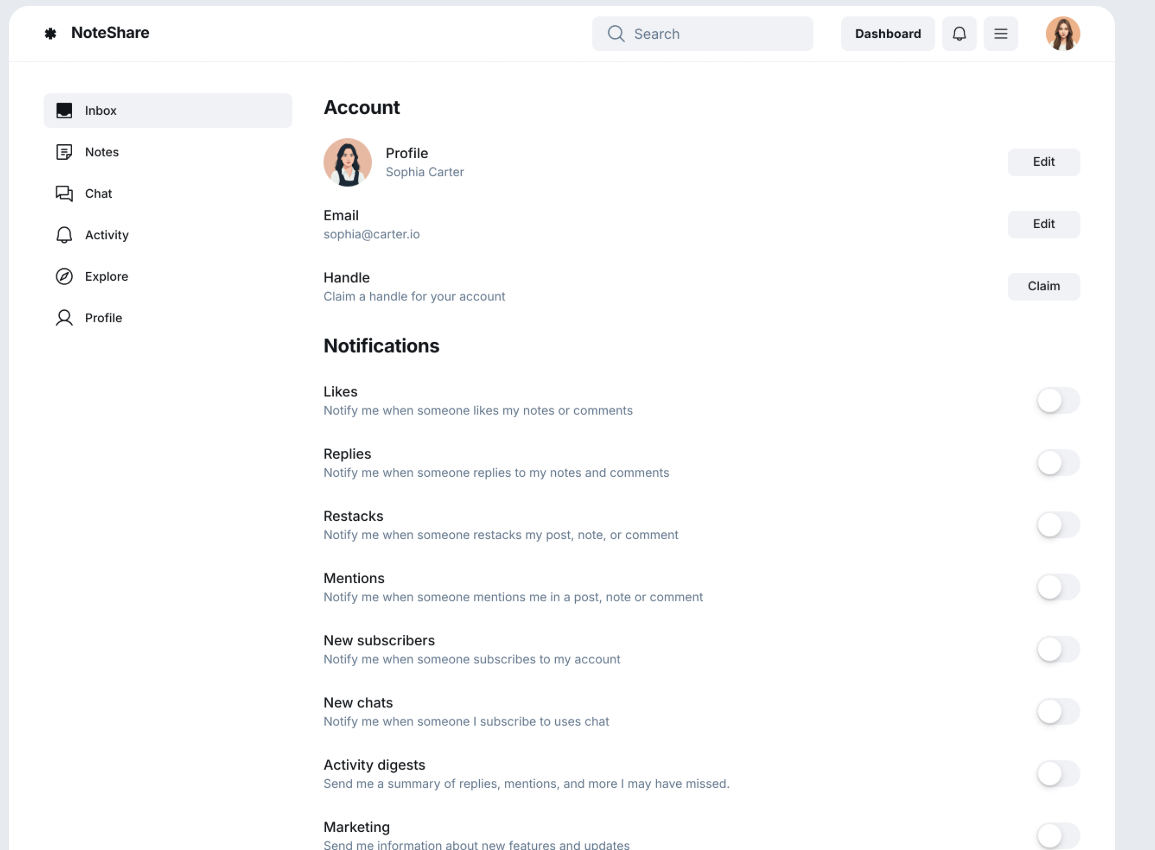 NoteShare
Search
Dashboard
Inbox
Notes
Chat
Activity
Explore
Profile
Account
Profile
Sophia Carter
Edit
Email
sophia@carter.io
Edit
Handle
Claim a handle for your account
Claim
Notifications
Likes
Notify me when someone likes my notes or comments
Replies
Notify me when someone replies to my notes and comments
Restacks
Notify me when someone restacks my post, note, or comment
Mentions
Notify me when someone mentions me in a post, note or comment
New subscribers
Notify me when someone subscribes to my account
New chats
Notify me when someone I subscribe to uses chat
Activity digests
Send me a summary of replies, mentions, and more I may have missed.
Marketing
Send me information about new features and updates